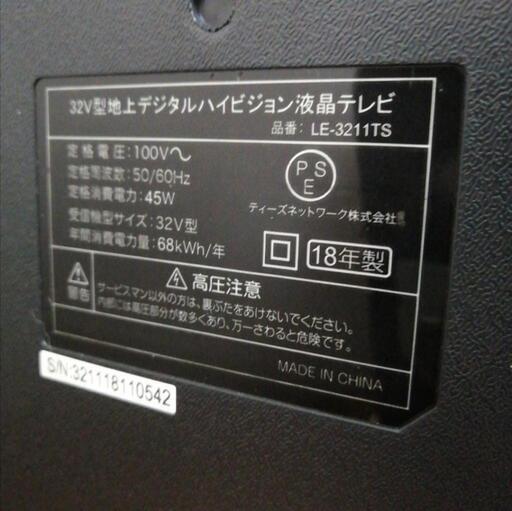 32V型地上デジタルハイビジョン液晶テレビ
品番: LE-3211TS
定格電圧:100V～
定格周波数:50/60Hz
定格消費電力:45W
受信機型サイズ:32V型
年間消費電力量:68kWh/年
PSE
ティーズネットワーク株式会社
18年製
警告
高圧注意
サービスマン以外の方は、裏ぶたをあけないでください。
内部には高圧部分が数多くあり、万一さわると危険です。
MADE IN CHINA
S/N:321118110542